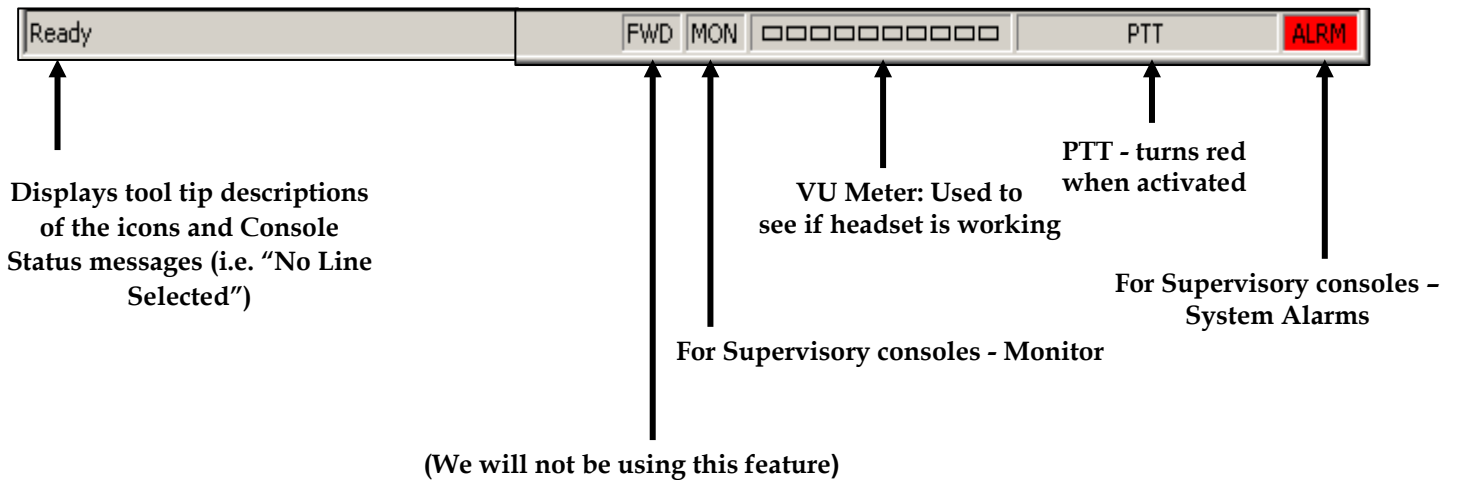 Ready FWD MON PTT ALRM
Displays tool tip descriptions
of the icons and Console
Status messages (i.e. “No Line
Selected”)
VU Meter: Used to
see if headset is working
PTT - turns red
when activated
For Supervisory consoles –
System Alarms
For Supervisory consoles - Monitor
(We will not be using this feature)